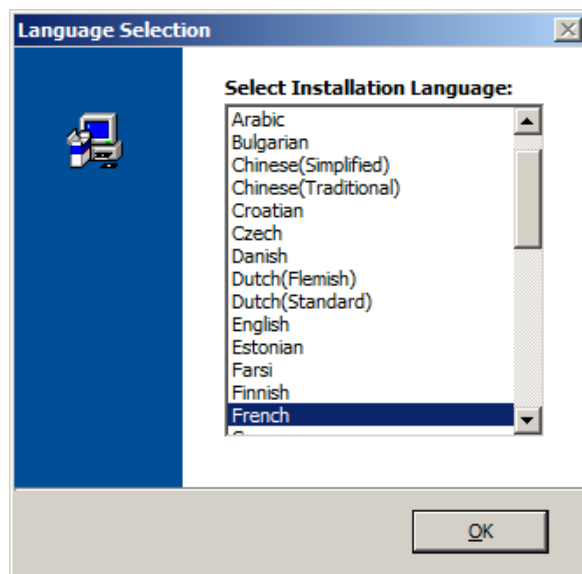 Language Selection
Select Installation Language:
Arabic
Bulgarian
Chinese(Simplified)
Chinese(Traditional)
Croatian
Czech
Danish
Dutch(Flemish)
Dutch(Standard)
English
Estonian
Farsi
Finnish
French
OK